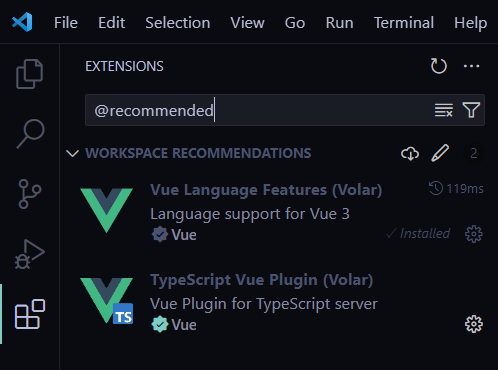 File Edit Selection View Go Run Terminal Help
EXTENSIONS
@recommended
WORKSPACE RECOMMENDATIONS 2
Vue Language Features (Volar) 119ms
Language support for Vue 3
Vue ✓ Installed
TypeScript Vue Plugin (Volar)
Vue Plugin for TypeScript server
TS Vue